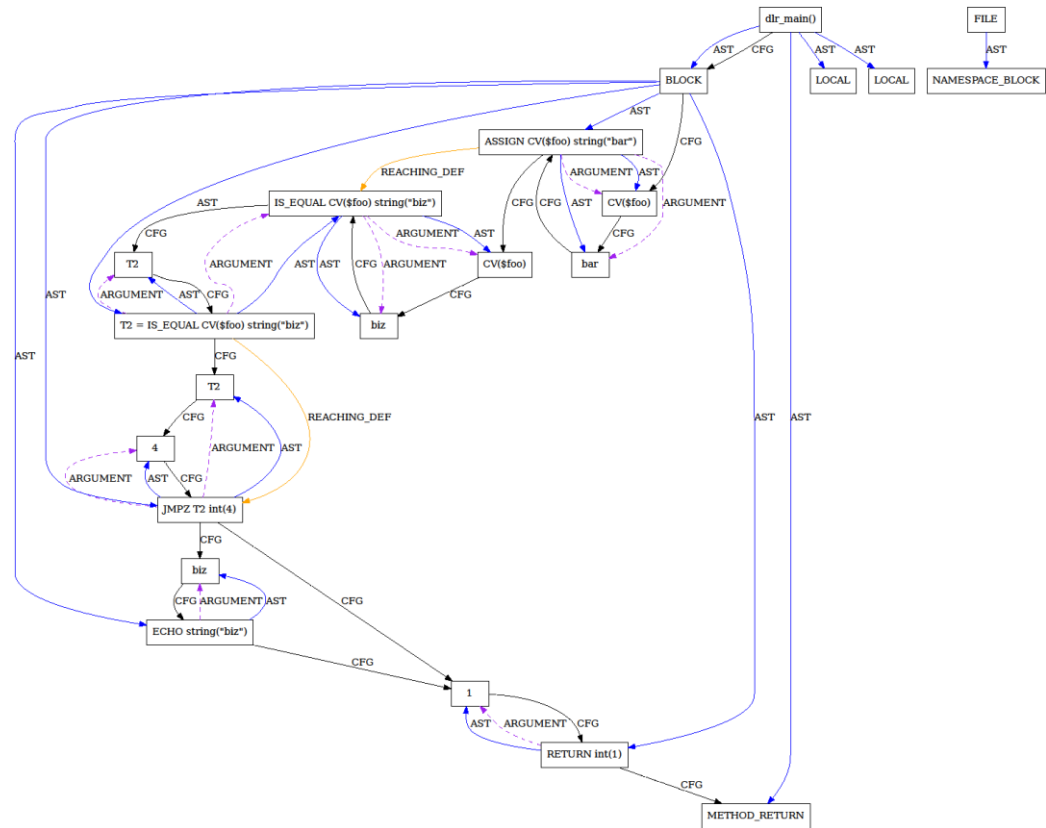 dlr_main()
FILE
AST
CFG
AST
AST
AST
BLOCK
LOCAL
LOCAL
NAMESPACE_BLOCK
AST
CFG
ASSIGN CV($foo) string("bar")
REACHING_DEF
ARGUMENT
AST
IS_EQUAL CV($foo) string("biz")
CV($foo)
ARGUMENT
AST
CFG
AST
CFG
AST
ARGUMENT
AST
CFG
CFG
T2
AST
CFG
ARGUMENT
CV($foo)
bar
ARGUMENT
AST
CFG
ARGUMENT
AST
CFG
T2 = IS_EQUAL CV($foo) string("biz")
biz
AST
CFG
T2
AST
CFG
REACHING_DEF
AST
AST
4
ARGUMENT
AST
ARGUMENT
AST
CFG
JMPZ T2 int(4)
CFG
biz
CFG
CFG
ARGUMENT
AST
ECHO string("biz")
CFG
1
AST
ARGUMENT
CFG
RETURN int(1)
CFG
METHOD_RETURN